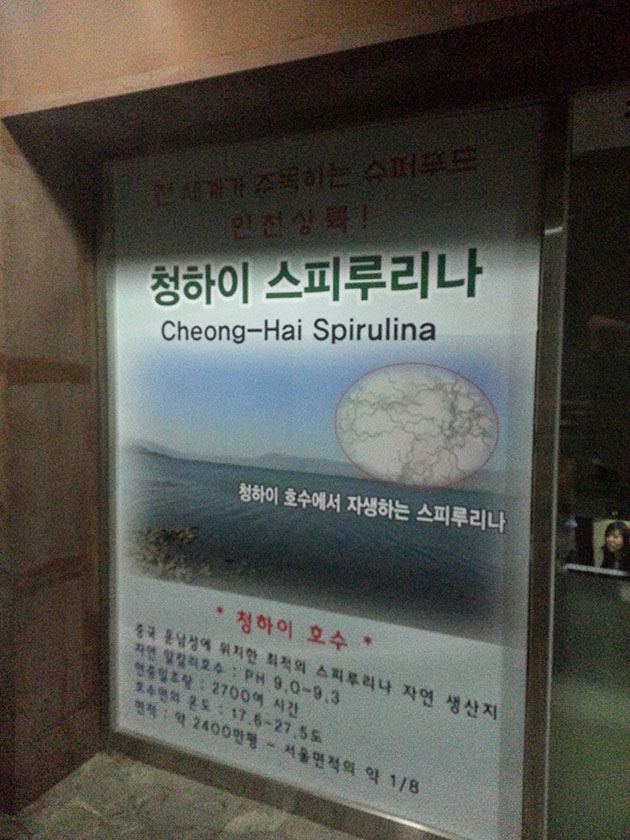 전 세계가 주목하는 수퍼푸드
인천상륙!
청하이 스피루리나
Cheong-Hai Spirulina
청하이 호수에서 자생하는 스피루리나
* 청하이 호수 *
중국 운남성에 위치한 최적의 스피루리나 자연 생산지
자연 알칼리호수 : PH 9.0-9.3
연중일조량 : 2700여 시간
호수면의 온도 : 17.6-27.5도
면적 : 약 2400만평 - 서울면적의 약 1/8